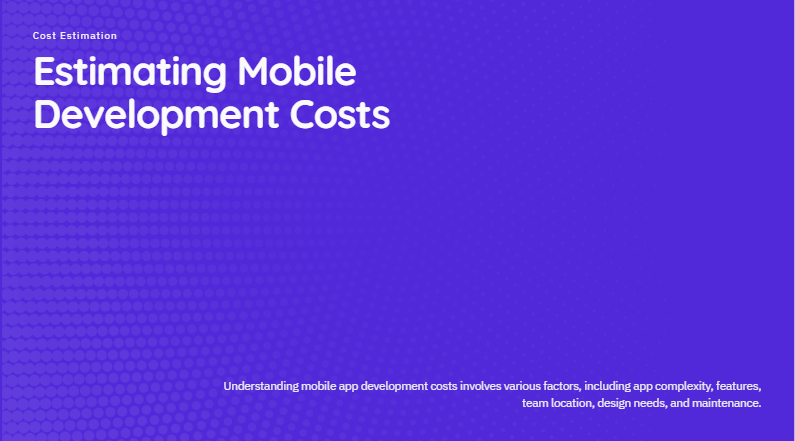 Cost Estimation
Estimating Mobile
Development Costs
Understanding mobile app development costs involves various factors, including app complexity, features,
team location, design needs, and maintenance.